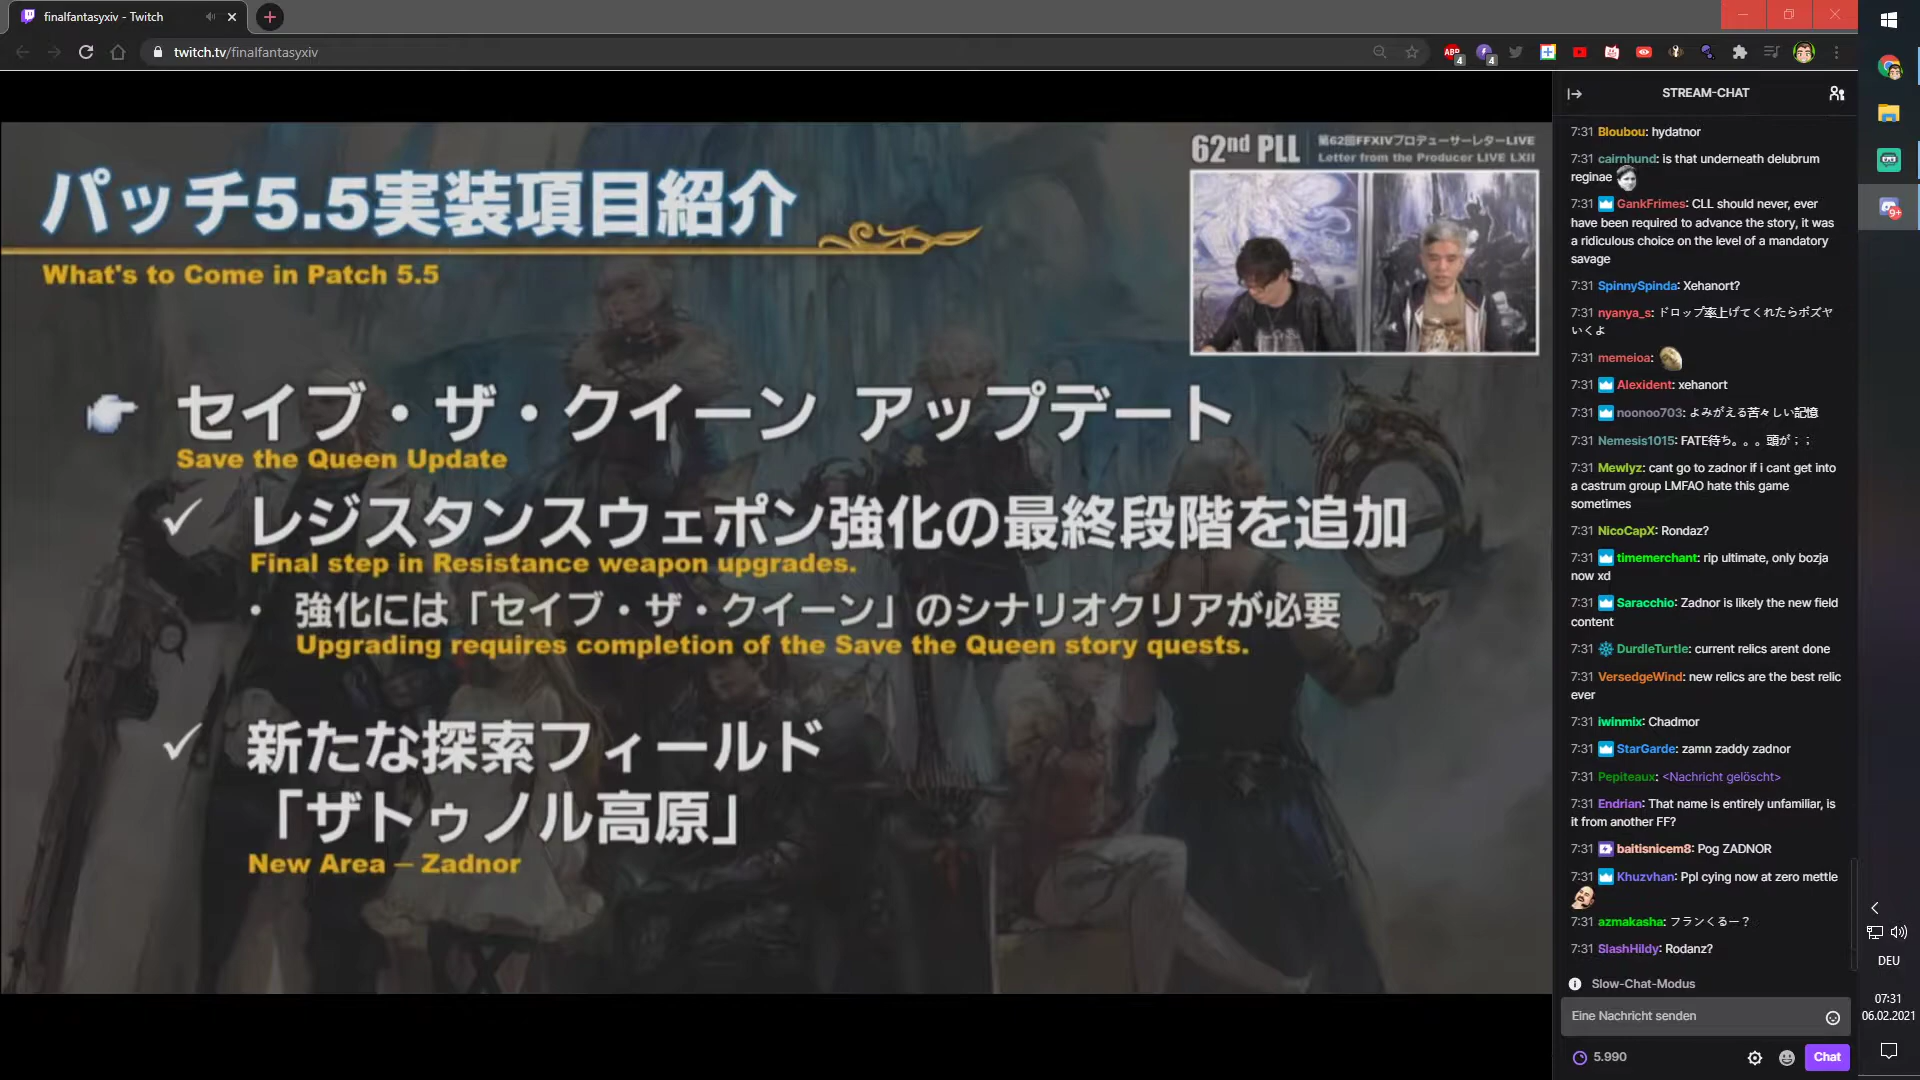 finalfantasyxiv - Twitch
twitch.tv/finalfantasyxiv
ABP
4
4
パッチ5.5実装項目紹介
What's to Come in Patch 5.5
62nd PLL
第62回FFXIVプロデューサーレターLIVE
Letter from the Producer LIVE LXII
セイブ・ザ・クイーン アップデート
Save the Queen Update
レジスタンスウェポン強化の最終段階を追加
Final step in Resistance weapon upgrades.
・ 強化には「セイブ・ザ・クイーン」のシナリオクリアが必要
Upgrading requires completion of the Save the Queen story quests.
新たな探索フィールド
「ザトゥノル高原」
New Area – Zadnor
STREAM-CHAT
7:31 Bloubou: hydatnor
7:31 cairnhund: is that underneath delubrum
reginae
7:31 GankFrimes: CLL should never, ever
have been required to advance the story, it was
a ridiculous choice on the level of a mandatory
savage
7:31 SpinnySpinda: Xehanort?
7:31 nyanya_s: ドロップ率上げてくれたらボズヤ
いくよ
7:31 memeioa:
7:31 Alexident: xehanort
7:31 noonoo703: よみがえる苦々しい記憶
7:31 Nemesis1015: FATE待ち。。。頭が；；
7:31 Mewlyz: cant go to zadnor if i cant get into
a castrum group LMFAO hate this game
sometimes
7:31 NicoCapX: Rondaz?
7:31 timemerchant: rip ultimate, only bozja
now xd
7:31 Saracchio: Zadnor is likely the new field
content
7:31 DurdleTurtle: current relics arent done
7:31 VersedgeWind: new relics are the best relic
ever
7:31 iwinmix: Chadmor
7:31 StarGarde: zamn zaddy zadnor
7:31 Pepiteaux: <Nachricht gelöscht>
7:31 Endrian: That name is entirely unfamiliar, is
it from another FF?
7:31 baitisnicem8: Pog ZADNOR
7:31 Khuzvhan: Ppl cying now at zero mettle
7:31 azmakasha: フランくるー？
7:31 SlashHildy: Rodanz?
Slow-Chat-Modus
Eine Nachricht senden
5.990
Chat
9+
DEU
07:31
06.02.2021